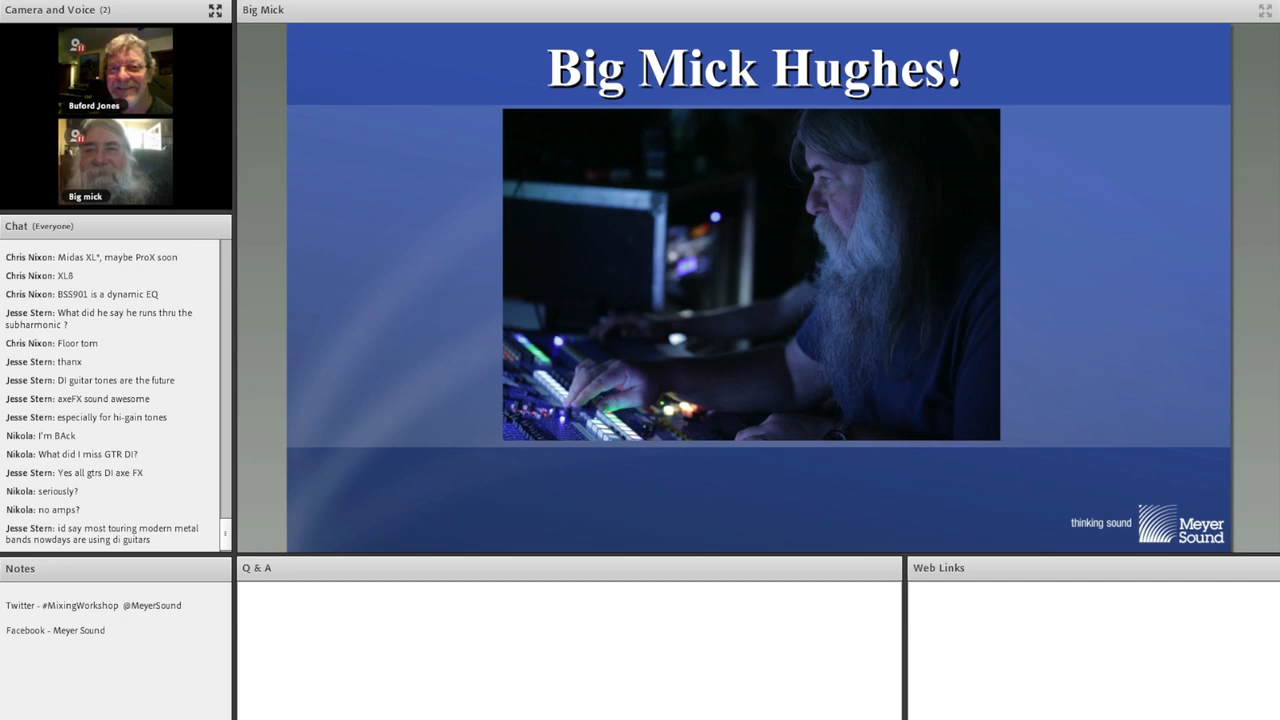 Camera and Voice (2)
Buford Jones
Big mick
Chat (Everyone)
Chris Nixon: Midas XL*, maybe ProX soon
Chris Nixon: XL8
Chris Nixon: BSS901 is a dynamic EQ
Jesse Stern: What did he say he runs thru the
subharmonic ?
Chris Nixon: Floor tom
Jesse Stern: thanx
Jesse Stern: DI guitar tones are the future
Jesse Stern: axeFX sound awesome
Jesse Stern: especially for hi-gain tones
Nikola: I'm BAck
Nikola: What did I miss GTR DI?
Jesse Stern: Yes all gtrs DI axe FX
Nikola: seriously?
Nikola: no amps?
Jesse Stern: id say most touring modern metal
bands nowdays are using di guitars
Notes
Twitter - #MixingWorkshop @MeyerSound
Facebook - Meyer Sound
Big Mick
Big Mick Hughes!
thinking sound
Meyer
Sound
Q & A
Web Links